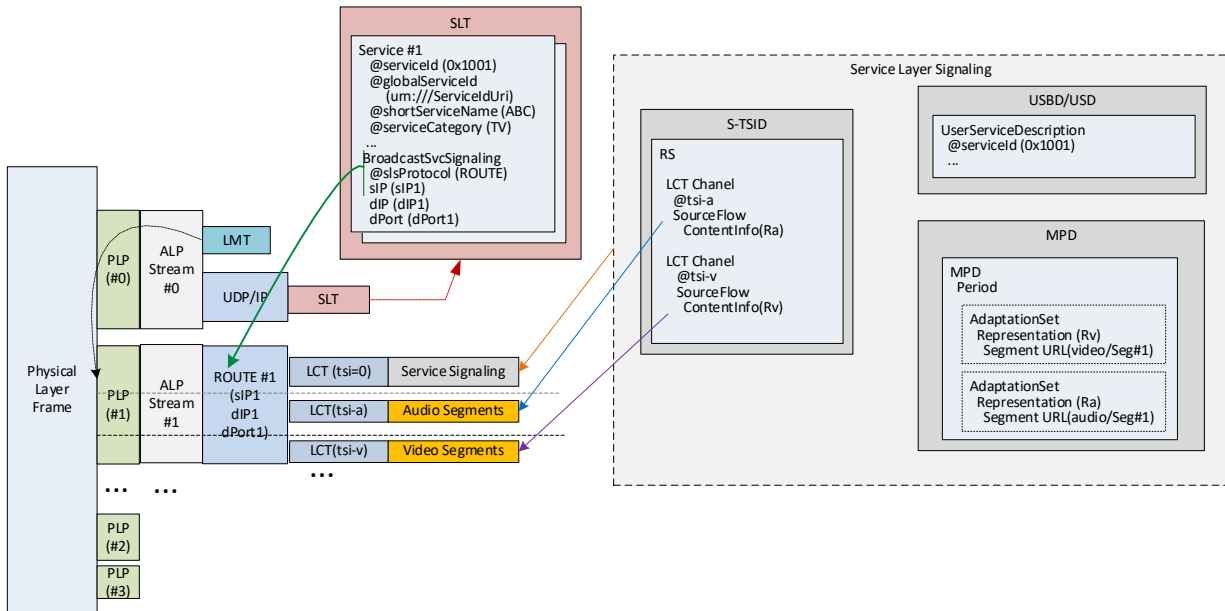 SLT
Service #1
@serviceId (0x1001)
@globalServiceId
(urn:///ServiceIdUri)
@shortServiceName (ABC)
@serviceCategory (TV)
...
BroadcastSvcSignaling
@slsProtocol (ROUTE)
sIP (sIP1)
dIP (dIP1)
dPort (dPort1)
Service Layer Signaling
S-TSID
RS
LCT Chanel
@tsi-a
SourceFlow
ContentInfo(Ra)
LCT Chanel
@tsi-v
SourceFlow
ContentInfo(Rv)
USBD/USD
UserServiceDescription
@serviceId (0x1001)
...
MPD
MPD
Period
AdaptationSet
Representation (Rv)
Segment URL(video/Seg#1)
AdaptationSet
Representation (Ra)
Segment URL(audio/Seg#1)
Physical
Layer
Frame
PLP
(#0)
ALP
Stream
#0
LMT
UDP/IP
SLT
PLP
(#1)
ALP
Stream
#1
ROUTE #1
(sIP1
dIP1
dPort1)
LCT (tsi=0)
Service Signaling
LCT(tsi-a)
Audio Segments
LCT(tsi-v)
Video Segments
...
...
...
PLP
(#2)
PLP
(#3)